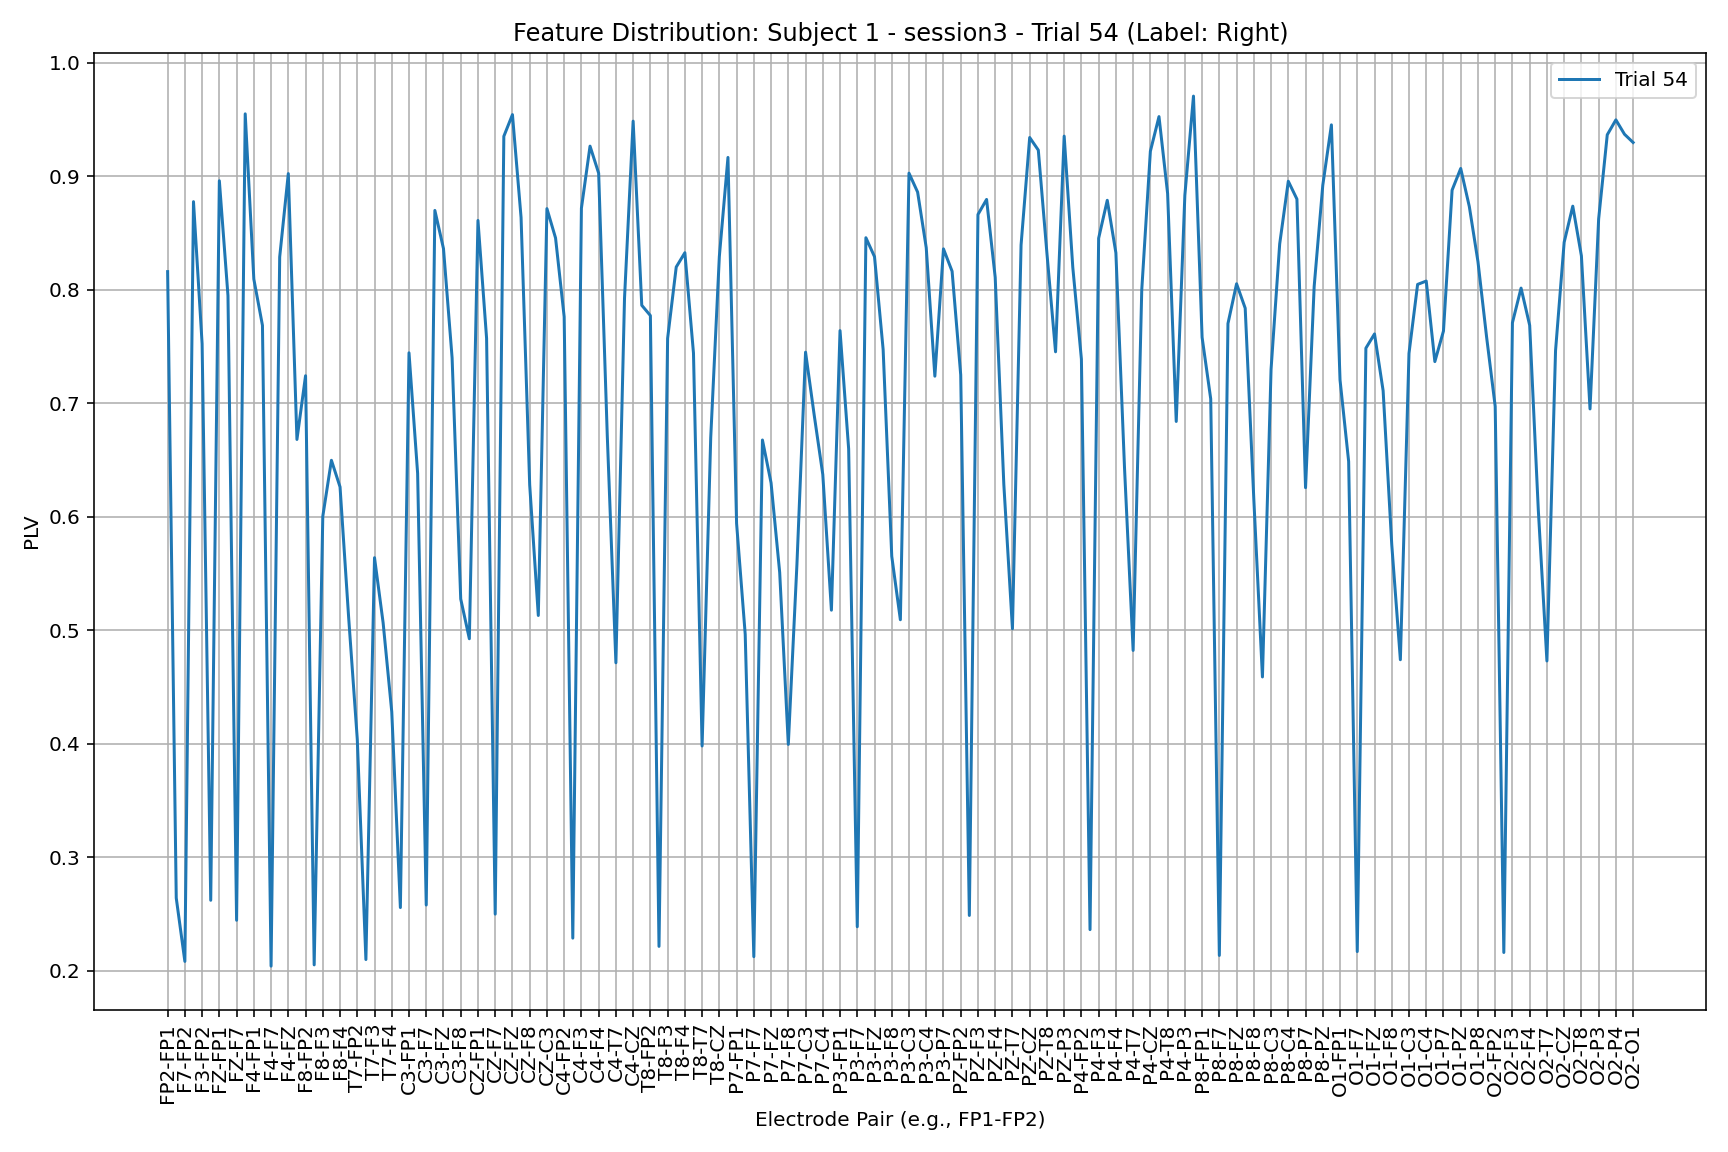 Feature Distribution: Subject 1 - session3 - Trial 54 (Label: Right)
Trial 54
1.0
0.9
0.8
0.7
0.6
0.5
0.4
0.3
0.2
PLV
FP2-FP1
F7-FP2
F3-FP2
FZ-FP1
FZ-F7
F4-FP1
F4-F7
F4-FZ
F8-FP2
F8-F3
F8-F4
T7-FP2
T7-F3
T7-F4
C3-FP1
C3-F7
C3-FZ
C3-F8
CZ-FP1
CZ-F7
CZ-FZ
CZ-F8
CZ-C3
C4-FP2
C4-F3
C4-F4
C4-T7
C4-CZ
T8-FP2
T8-F3
T8-F4
T8-T7
T8-CZ
P7-FP1
P7-F7
P7-FZ
P7-F8
P7-C3
P7-C4
P3-FP1
P3-F7
P3-FZ
P3-F8
P3-C3
P3-C4
P3-P7
PZ-FP2
PZ-F3
PZ-F4
PZ-T7
PZ-CZ
PZ-T8
PZ-P3
P4-FP2
P4-F3
P4-F4
P4-T7
P4-CZ
P4-T8
P4-P3
P8-FP1
P8-F7
P8-FZ
P8-F8
P8-C3
P8-C4
P8-P7
P8-PZ
O1-FP1
O1-F7
O1-FZ
O1-F8
O1-C3
O1-C4
O1-P7
O1-PZ
O1-P8
O2-FP2
O2-F3
O2-F4
O2-T7
O2-CZ
O2-T8
O2-P3
O2-P4
O2-O1
Electrode Pair (e.g., FP1-FP2)